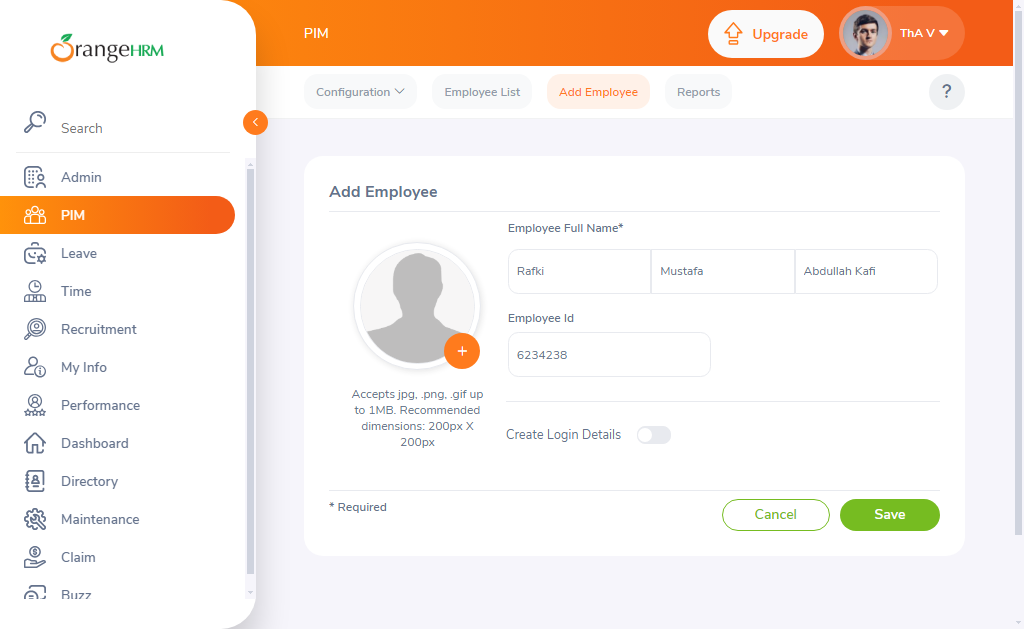 OrangeHRM
PIM
Upgrade
ThA V
Configuration
Employee List
Add Employee
Reports
?
Search
Admin
PIM
Leave
Time
Recruitment
My Info
Performance
Dashboard
Directory
Maintenance
Claim
Buzz
Add Employee
Employee Full Name*
Rafki
Mustafa
Abdullah Kafi
Employee Id
6234238
Accepts jpg, .png, .gif up
to 1MB. Recommended
dimensions: 200px X
200px
Create Login Details
* Required
Cancel
Save